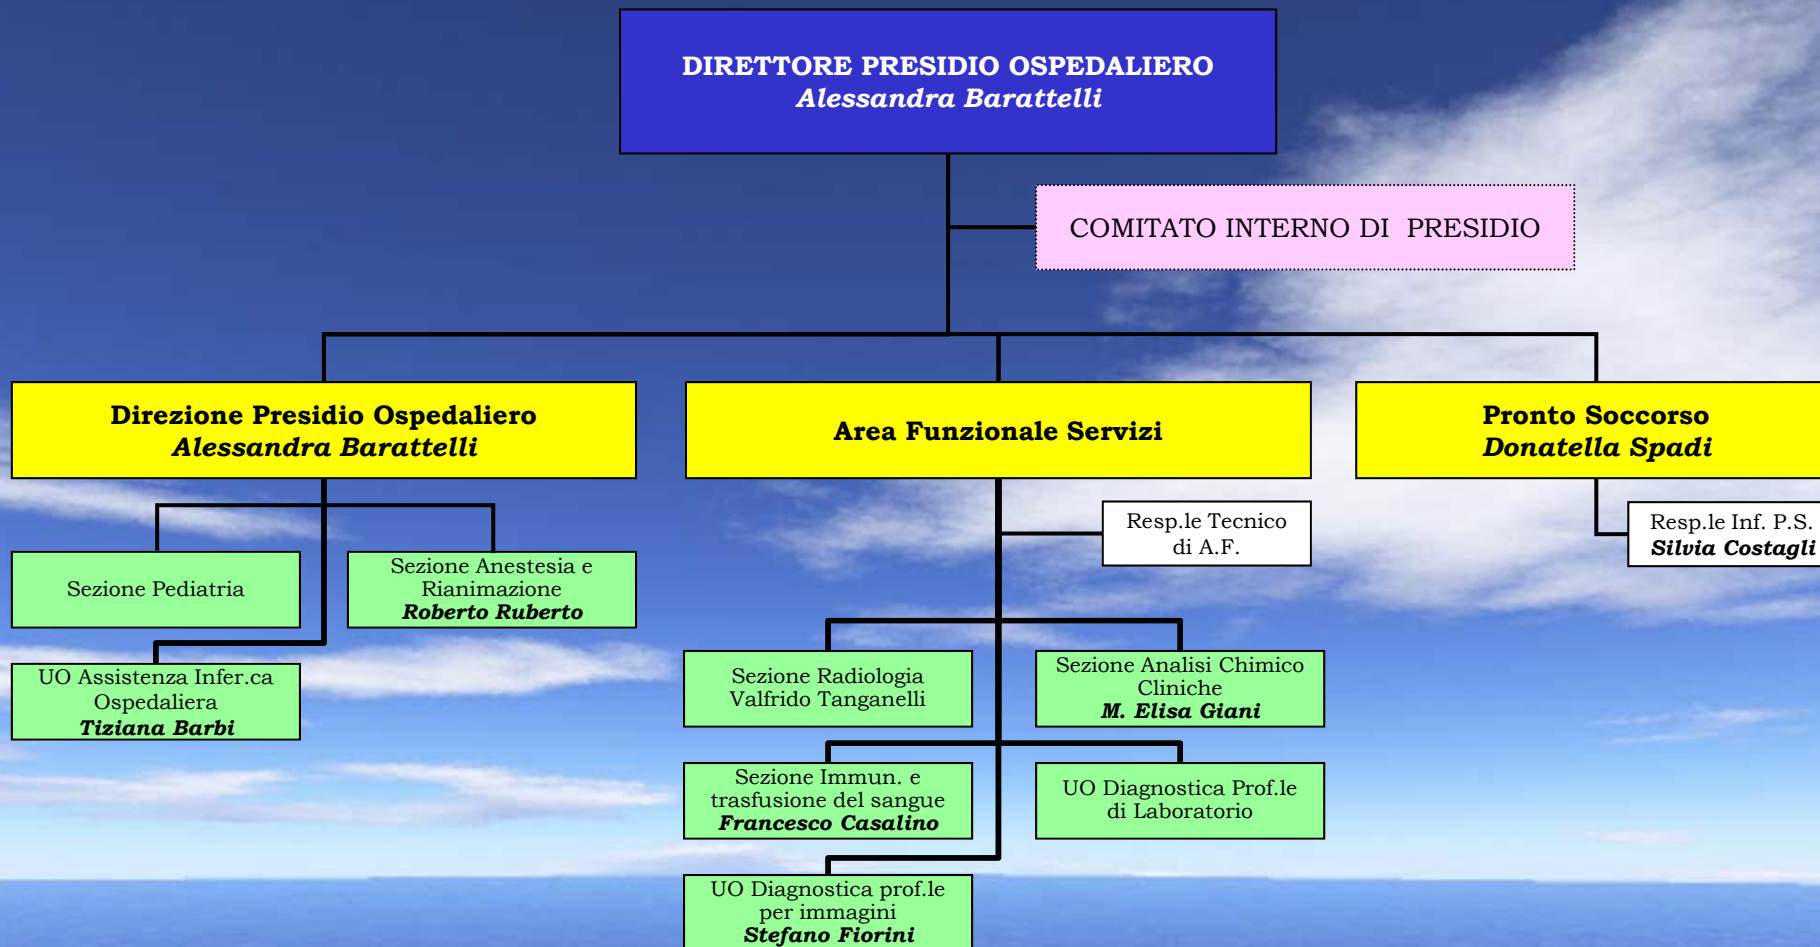 DIRETTORE PRESIDIO OSPEDALIERO
Alessandra Barattelli
COMITATO INTERNO DI PRESIDIO
Direzione Presidio Ospedaliero
Alessandra Barattelli
Area Funzionale Servizi
Pronto Soccorso
Donatella Spadi
Resp.le Tecnico
di A.F.
Resp.le Inf. P.S.
Silvia Costagli
Sezione Pediatria
Sezione Anestesia e
Rianimazione
Roberto Ruberto
UO Assistenza Infer.ca
Ospedaliera
Tiziana Barbi
Sezione Radiologia
Valfrido Tanganelli
Sezione Analisi Chimico
Cliniche
M. Elisa Giani
Sezione Immun. e
trasfusione del sangue
Francesco Casalino
UO Diagnostica Prof.le
di Laboratorio
UO Diagnostica prof.le
per immagini
Stefano Fiorini